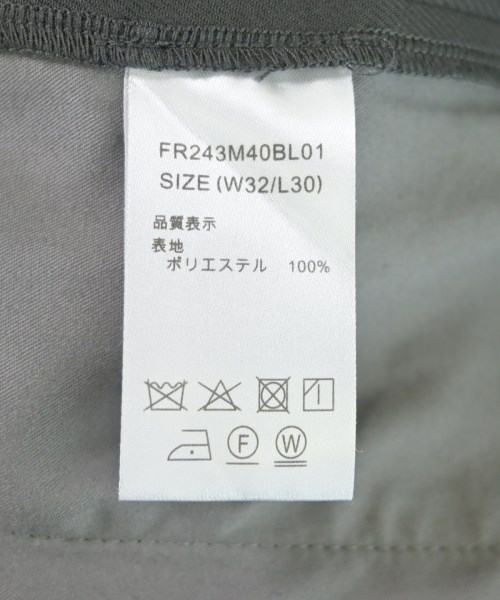 FR243M40BL01
SIZE (W32/L30)
品質表示
表地
ポリエステル 100%
F W